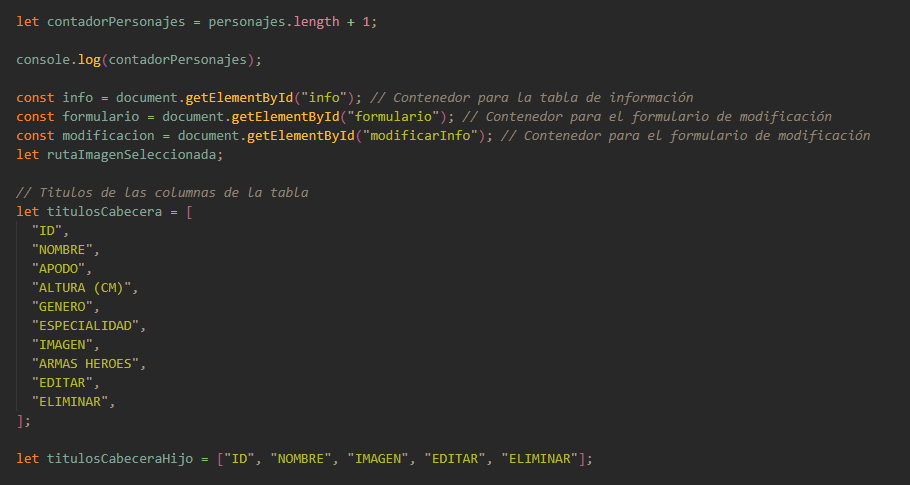 let contadorPersonajes = personajes.length + 1;
console.log(contadorPersonajes);
const info = document.getElementById("info"); // Contenedor para la tabla de información
const formulario = document.getElementById("formulario"); // Contenedor para el formulario de modificación
const modificacion = document.getElementById("modificarInfo"); // Contenedor para el formulario de modificación
let rutaImagenSeleccionada;
// Titulos de las columnas de la tabla
let titulosCabecera = [
"ID",
"NOMBRE",
"APODO",
"ALTURA (CM)",
"GENERO",
"ESPECIALIDAD",
"IMAGEN",
"ARMAS HEROES",
"EDITAR",
"ELIMINAR",
];
let titulosCabeceraHijo = ["ID", "NOMBRE", "IMAGEN", "EDITAR", "ELIMINAR"];